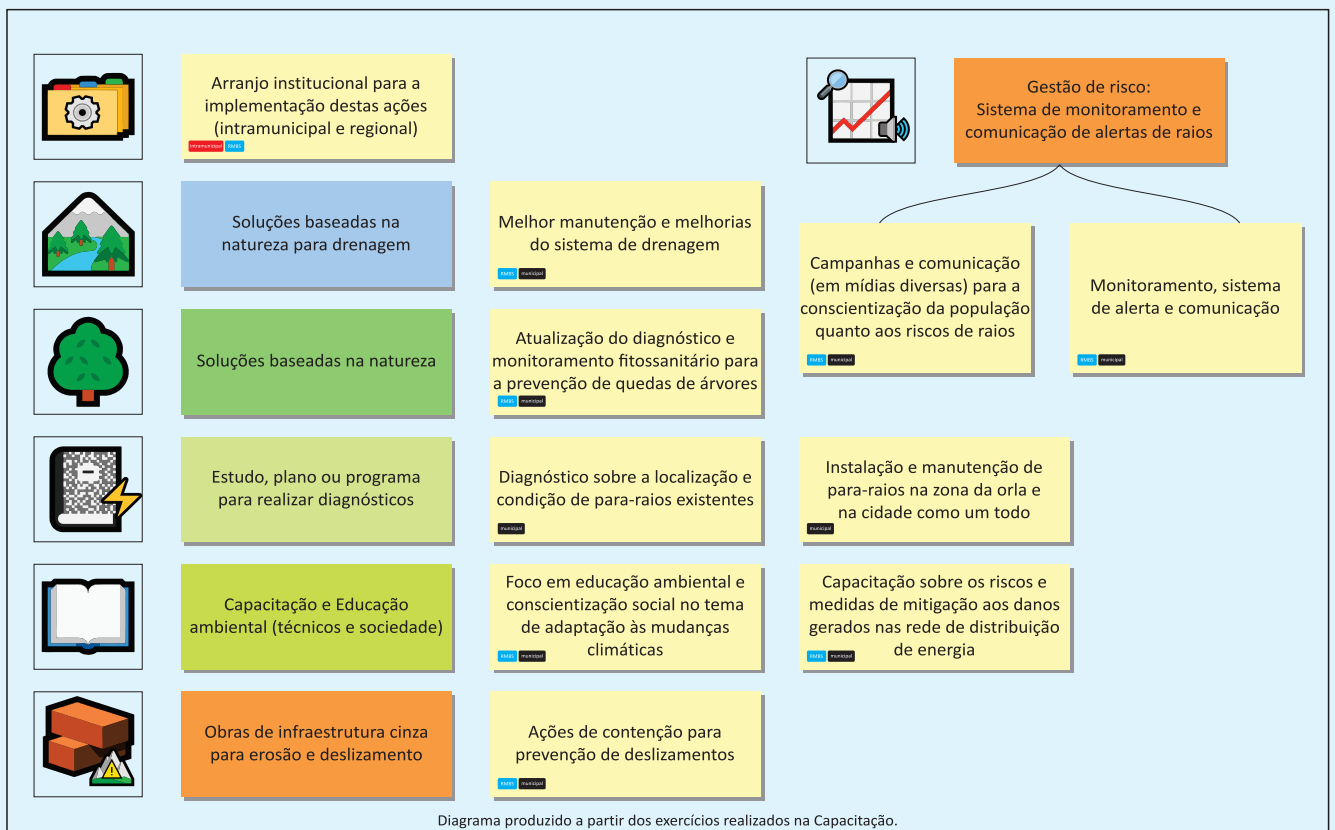 Arranjo institucional para a
implementação destas ações
(intramunicipal e regional)
intramunicipal RMBS
Gestão de risco:
Sistema de monitoramento e
comunicação de alertas de raios
Soluções baseadas na
natureza para drenagem
Melhor manutenção e melhorias
do sistema de drenagem
RMBS municipal
Campanhas e comunicação
(em mídias diversas) para a
conscientização da população
quanto aos riscos de raios
RMBS municipal
Monitoramento, sistema
de alerta e comunicação
RMBS municipal
Soluções baseadas na natureza
Atualização do diagnóstico e
monitoramento fitossanitário para
a prevenção de quedas de árvores
RMBS municipal
Estudo, plano ou programa
para realizar diagnósticos
Diagnóstico sobre a localização e
condição de para-raios existentes
municipal
Instalação e manutenção de
para-raios na zona da orla e
na cidade como um todo
municipal
Capacitação e Educação
ambiental (técnicos e sociedade)
Foco em educação ambiental e
conscientização social no tema
de adaptação às mudanças
climáticas
RMBS municipal
Capacitação sobre os riscos e
medidas de mitigação aos danos
gerados nas rede de distribuição
de energia
RMBS municipal
Obras de infraestrutura cinza
para erosão e deslizamento
Ações de contenção para
prevenção de deslizamentos
RMBS municipal
Diagrama produzido a partir dos exercícios realizados na Capacitação.